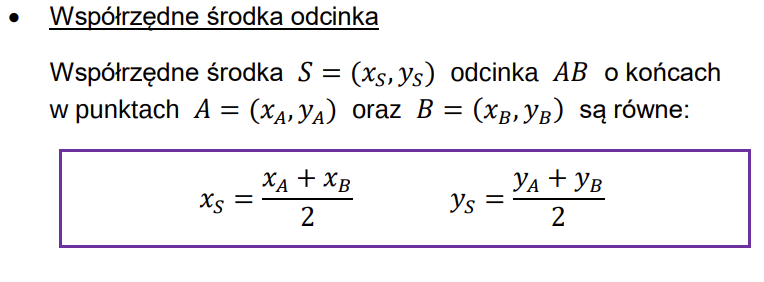 • Współrzędne środka odcinka
Współrzędne środka S = (x_S, y_S) odcinka AB o końcach
w punktach A = (x_A, y_A) oraz B = (x_B, y_B) są równe:
x_S = \frac{x_A + x_B}{2} y_S = \frac{y_A + y_B}{2}